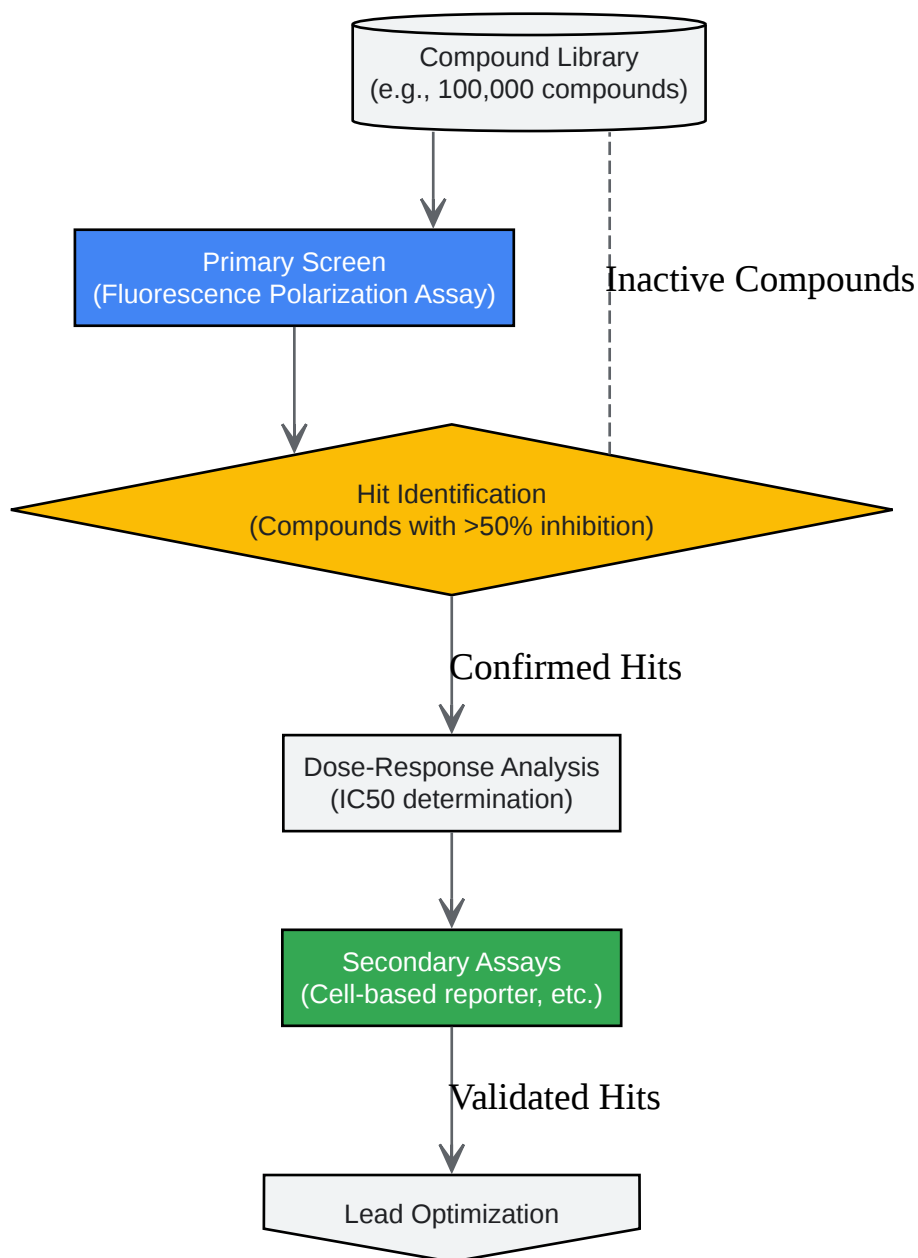 Compound Library
(e.g., 100,000 compounds)
Primary Screen
(Fluorescence Polarization Assay)
Inactive Compounds
Hit Identification
(Compounds with >50% inhibition)
Confirmed Hits
Dose-Response Analysis
(IC50 determination)
Secondary Assays
(Cell-based reporter, etc.)
Validated Hits
Lead Optimization